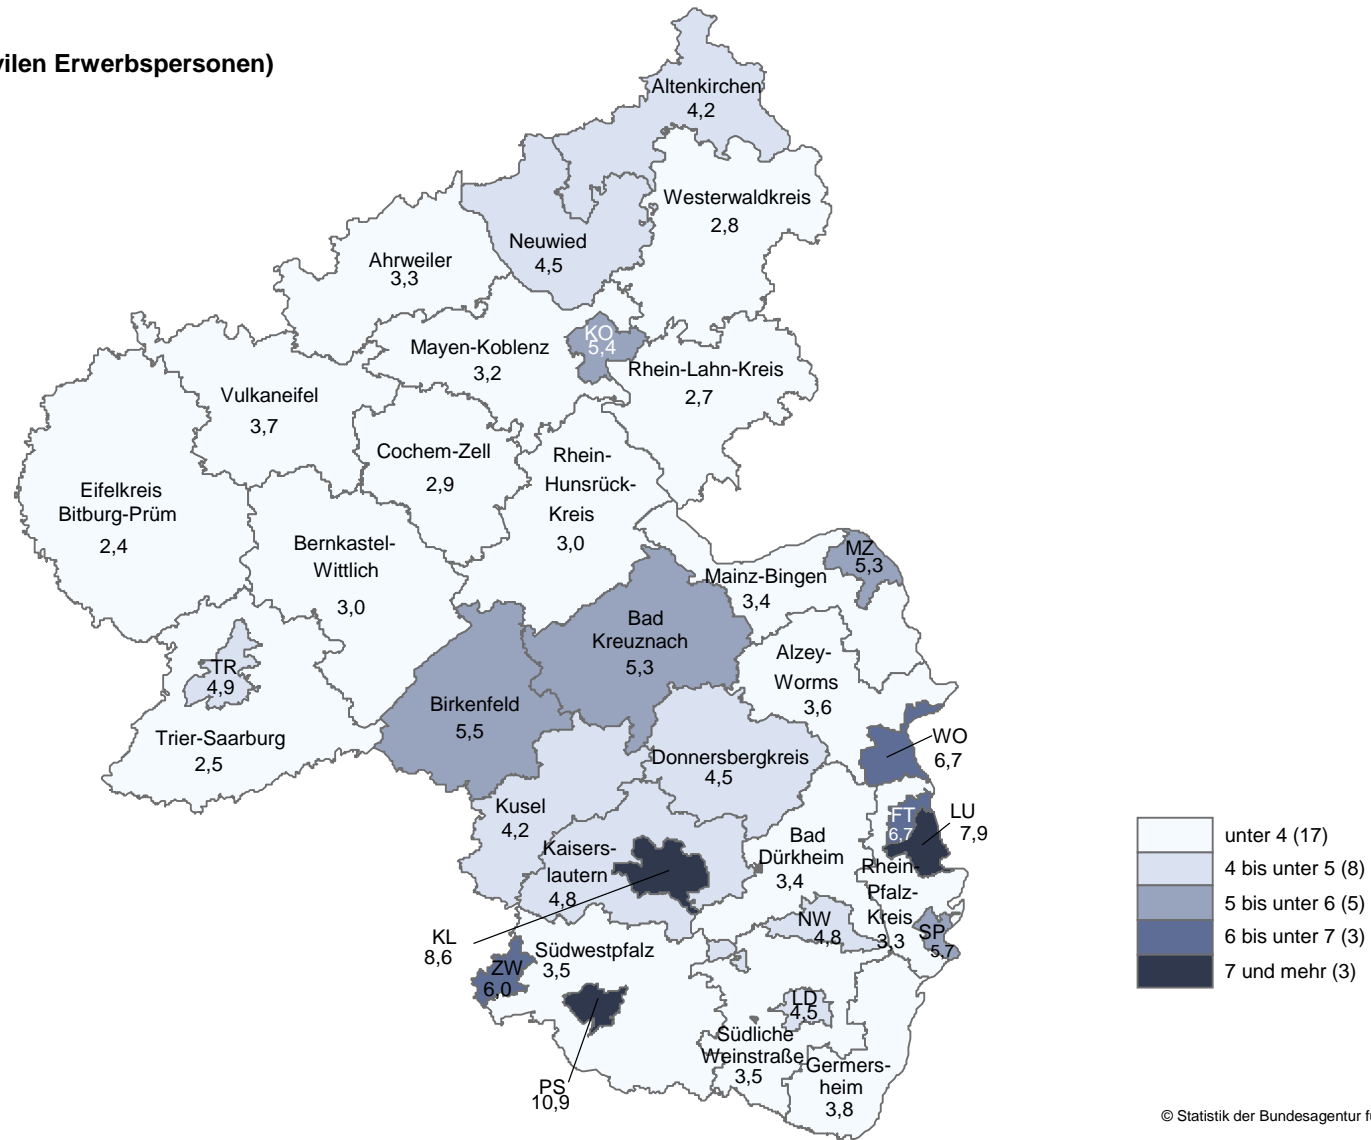 vilen Erwerbspersonen)
Altenkirchen
4,2
Westerwaldkreis
2,8
Neuwied
4,5
Ahrweiler
3,3
KO
5,4
Mayen-Koblenz
3,2
Rhein-Lahn-Kreis
2,7
Vulkaneifel
3,7
Cochem-Zell
2,9
Rhein-
Hunsrück-
Kreis
3,0
Eifelkreis
Bitburg-Prüm
2,4
Bernkastel-
Wittlich
3,0
MZ
5,3
Mainz-Bingen
3,4
Bad
Kreuznach
5,3
Alzey-
Worms
3,6
TR
4,9
Birkenfeld
5,5
Trier-Saarburg
2,5
WO
6,7
Donnersbergkreis
4,5
Kusel
4,2
FT
6,7
LU
7,9
Bad
Dürkheim
3,4
Kaisers-
lautern
4,8
Rhein-
Pfalz-
Kreis
3,3
NW
4,8
SP
5,7
KL
8,6
Südwestpfalz
3,5
ZW
6,0
LD
4,5
Südliche
Weinstraße
3,5
Germers-
heim
3,8
PS
10,9
unter 4 (17)
4 bis unter 5 (8)
5 bis unter 6 (5)
6 bis unter 7 (3)
7 und mehr (3)
© Statistik der Bundesagentur fü